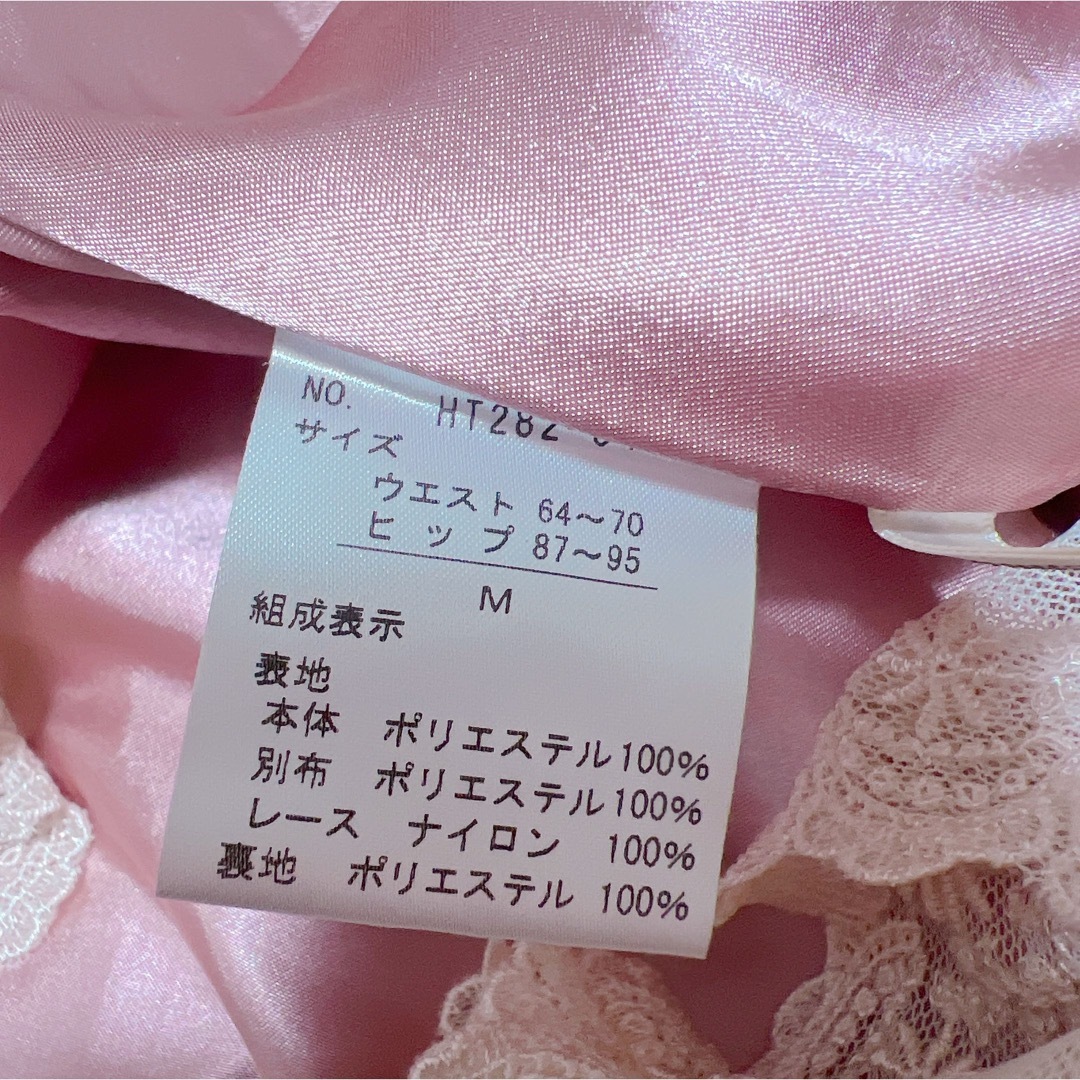 NO. HT282
サイズ
ウエスト 64〜70
ヒップ 87〜95
M
組成表示
表地
本体 ポリエステル100%
別布 ポリエステル100%
レース ナイロン 100%
裏地 ポリエステル 100%